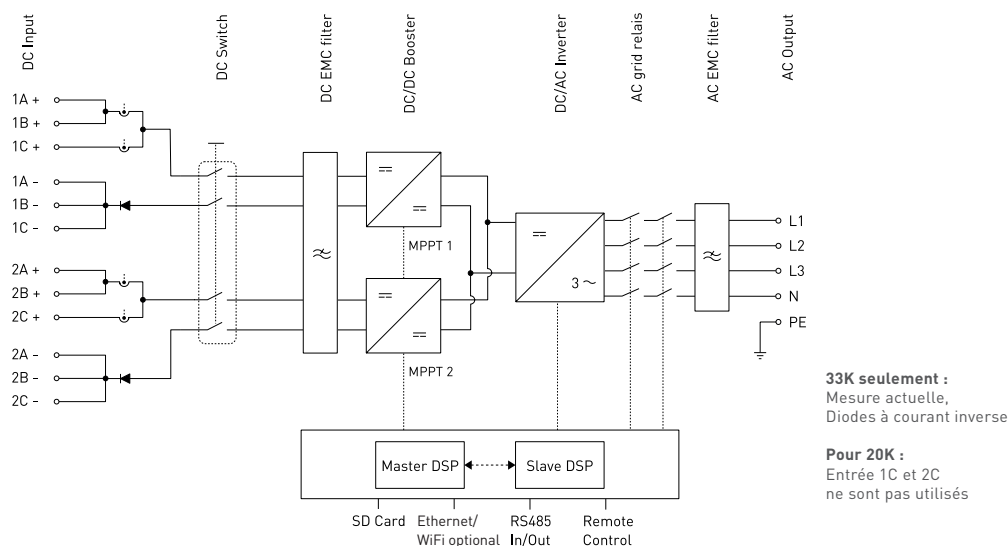 DC Input
DC Switch
DC EMC filter
DC/DC Booster
DC/AC Inverter
AC grid relais
AC EMC filter
AC Output
1A +
1B +
1C +
1A -
1B -
1C -
2A +
2B +
2C +
2A -
2B -
2C -
MPPT 1
MPPT 2
3 ~
L1
L2
L3
N
PE
33K seulement :
Mesure actuelle,
Diodes à courant inverse
Pour 20K :
Entrée 1C et 2C
ne sont pas utilisés
Master DSP
Slave DSP
SD Card
Ethernet/
WiFi optional
RS485
In/Out
Remote
Control